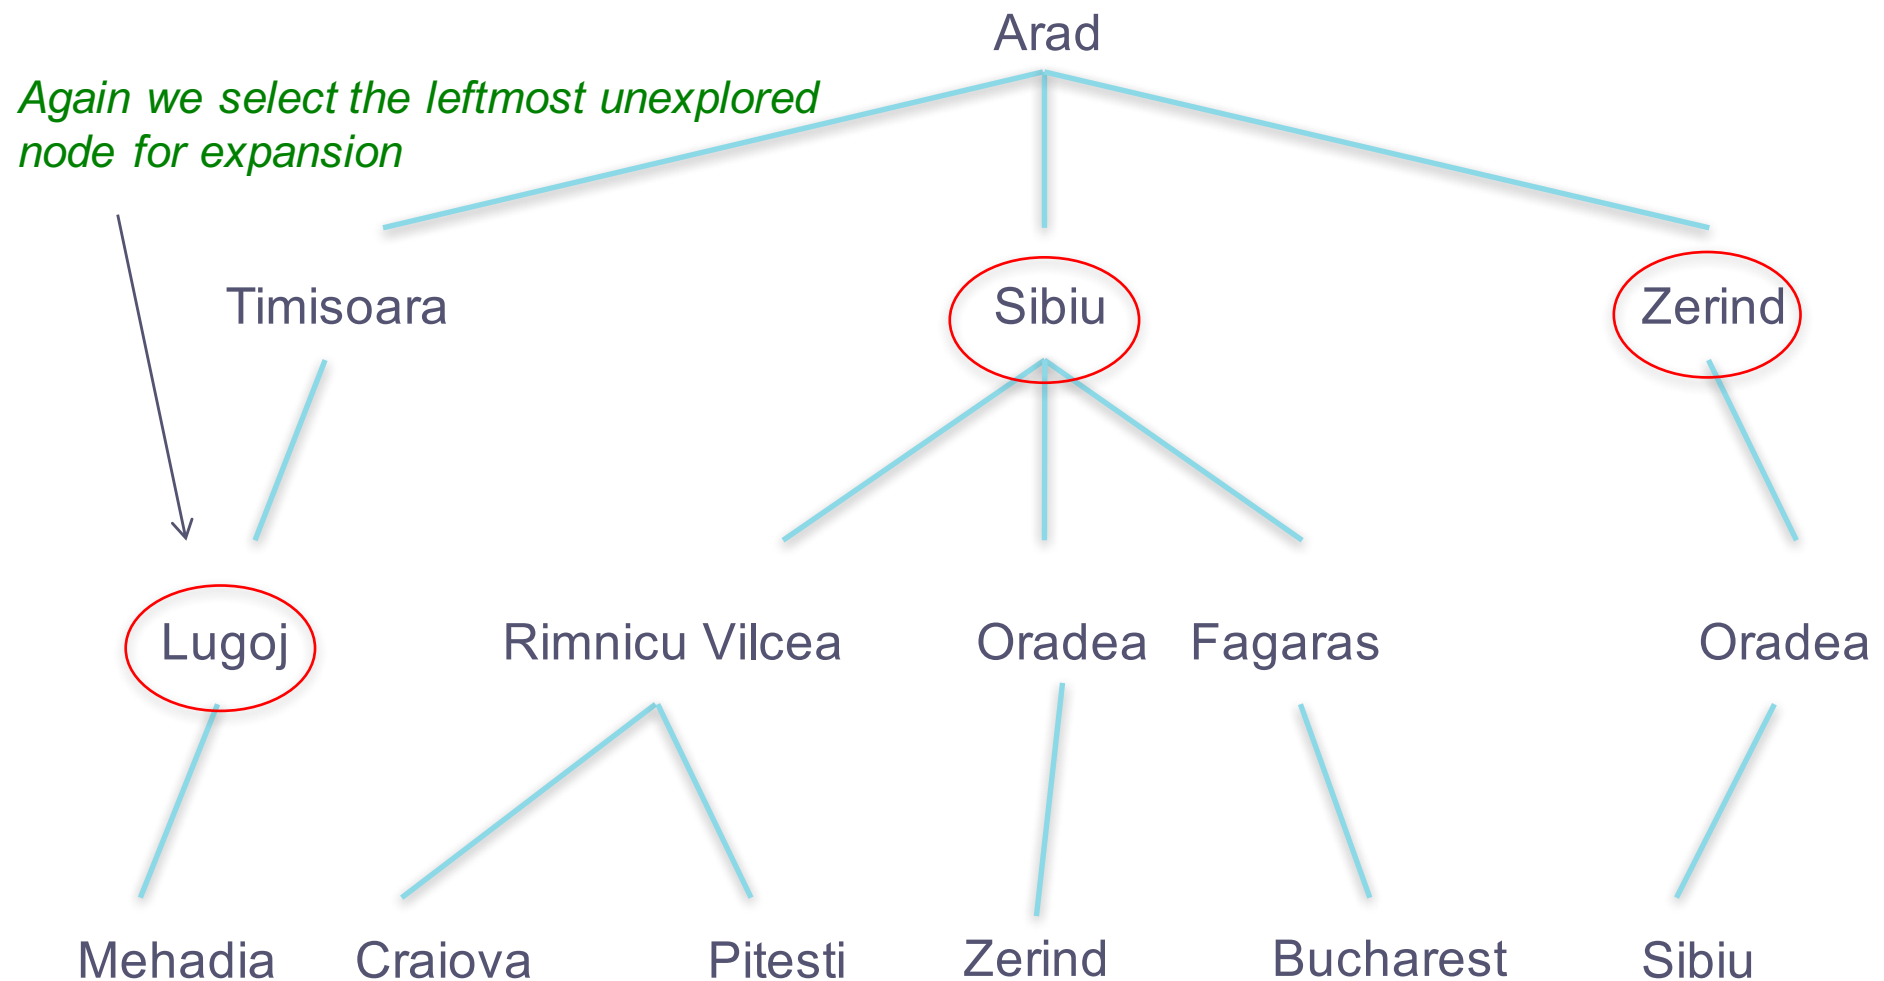 Arad
Again we select the leftmost unexplored
node for expansion
Timisoara
Sibiu
Zerind
Lugoj
Rimnicu Vilcea
Oradea
Fagaras
Oradea
Mehadia
Craiova
Pitesti
Zerind
Bucharest
Sibiu